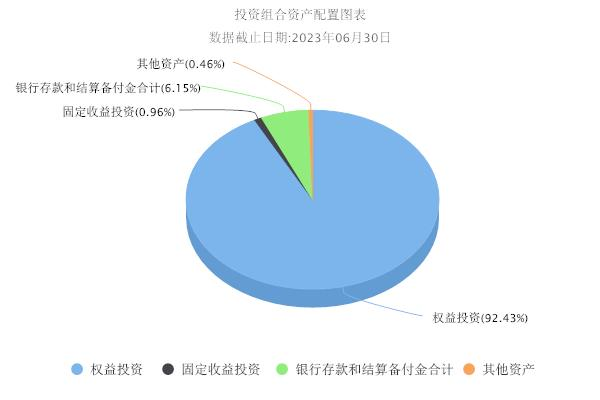 投资组合资产配置图表
数据截止日期:2023年06月30日
其他资产(0.46%)
银行存款和结算备付金合计(6.15%)
固定收益投资(0.96%)
权益投资(92.43%)
权益投资 固定收益投资 银行存款和结算备付金合计 其他资产